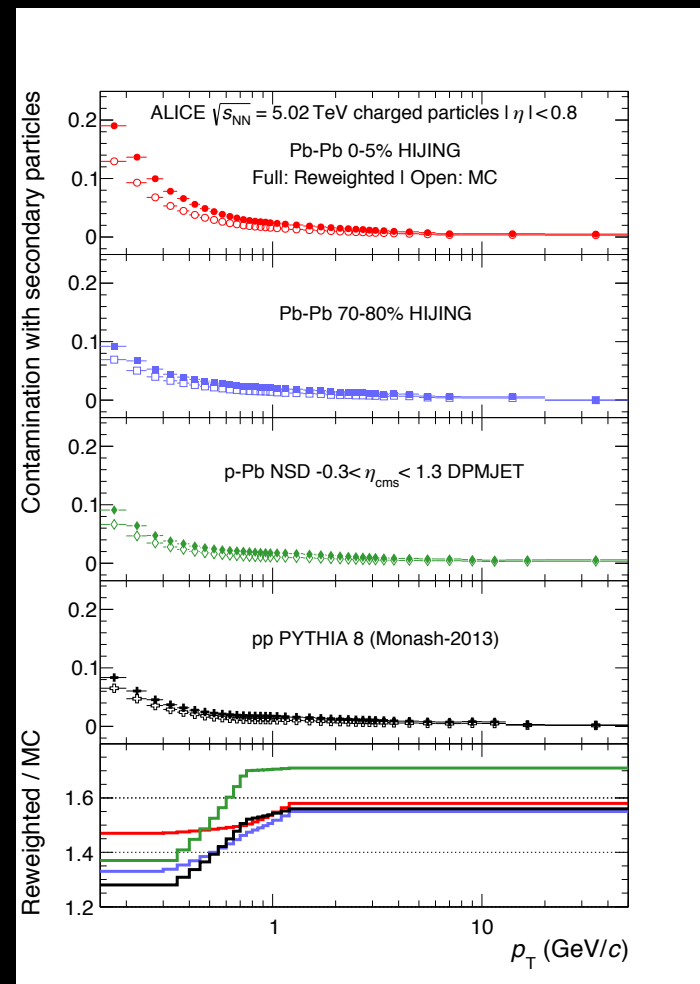 Contamination with secondary particles
ALICE √s_NN = 5.02 TeV charged particles | η | < 0.8
Pb-Pb 0-5% HIJING
Full: Reweighted | Open: MC
0.2
0.1
0
Pb-Pb 70-80% HIJING
0.2
0.1
0
p-Pb NSD -0.3< η_cms < 1.3 DPMJET
0.2
0.1
0
pp PYTHIA 8 (Monash-2013)
0.2
0.1
0
Reweighted / MC
1.6
1.4
1.2
1 10
p_T (GeV/c)